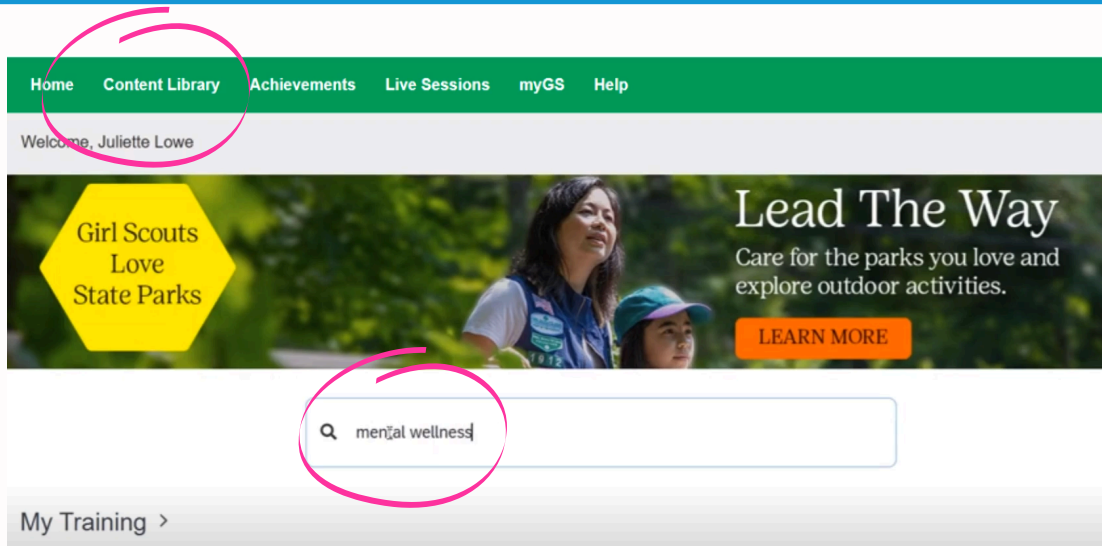 Home Content Library Achievements Live Sessions myGS Help
Welcome, Juliette Lowe
Girl Scouts
Love
State Parks
Lead The Way
Care for the parks you love and
explore outdoor activities.
LEARN MORE
mental wellness
My Training >